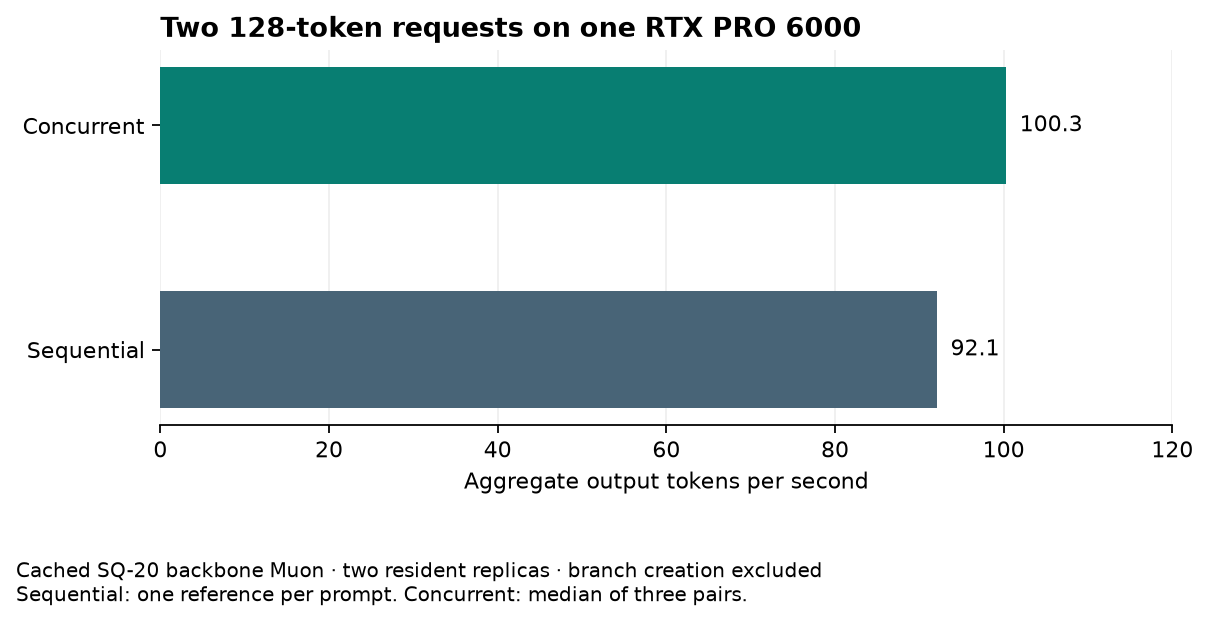 Two 128-token requests on one RTX PRO 6000
Concurrent
100.3
Sequential
92.1
0 20 40 60 80 100 120
Aggregate output tokens per second
Cached SQ-20 backbone Muon · two resident replicas · branch creation excluded
Sequential: one reference per prompt. Concurrent: median of three pairs.